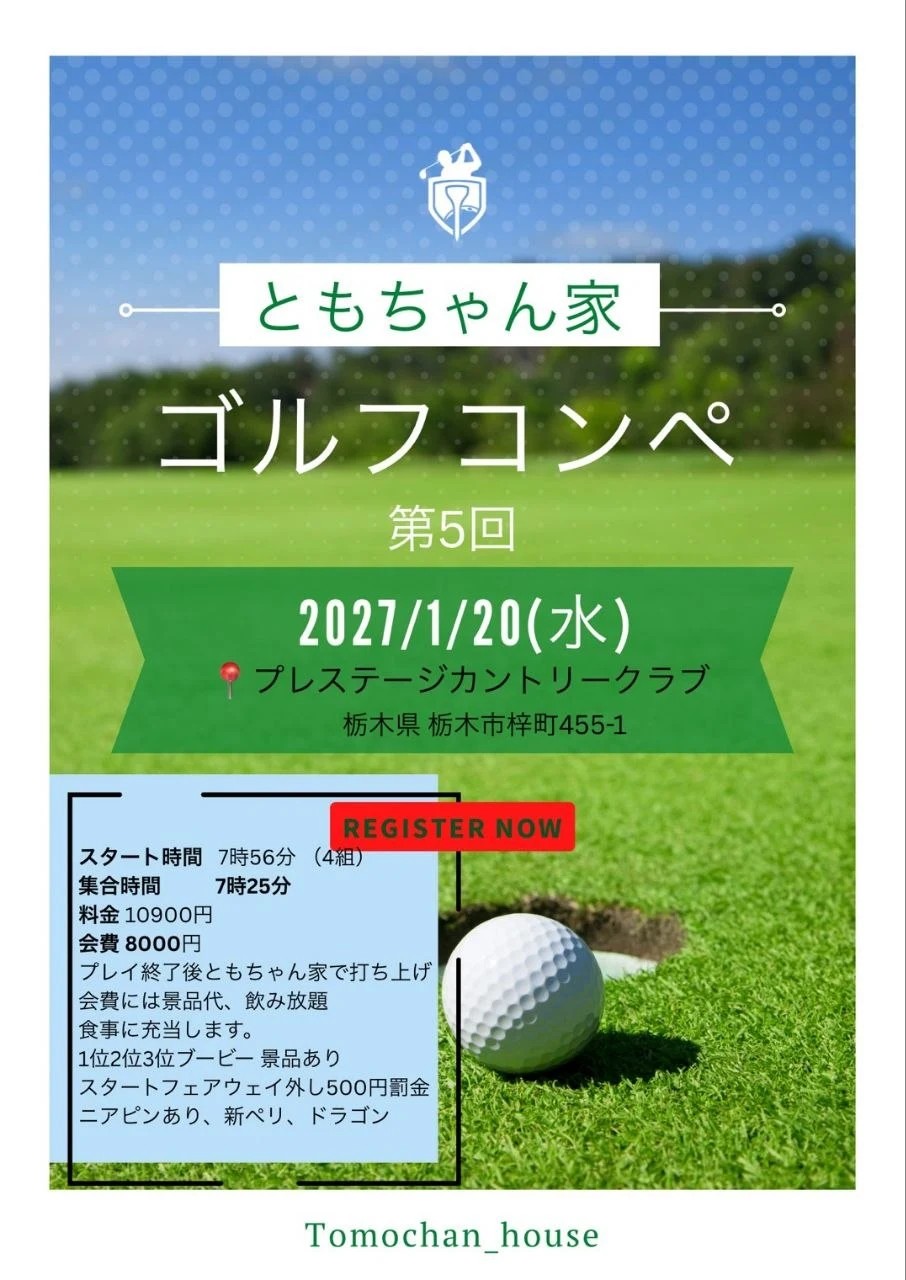 ともちゃん家
ゴルフコンペ
第5回
2027/1/20(水)
プレステージカントリークラブ
栃木県 栃木市梓町455-1
REGISTER NOW
スタート時間 7時56分 （4組）
集合時間 7時25分
料金 10900円
会費 8000円
プレイ終了後ともちゃん家で打ち上げ
会費には景品代、飲み放題
食事に充当します。
1位2位3位ブービー 景品あり
スタートフェアウェイ外し500円罰金
ニアピンあり、新ペリ、ドラゴン
Tomochan_house